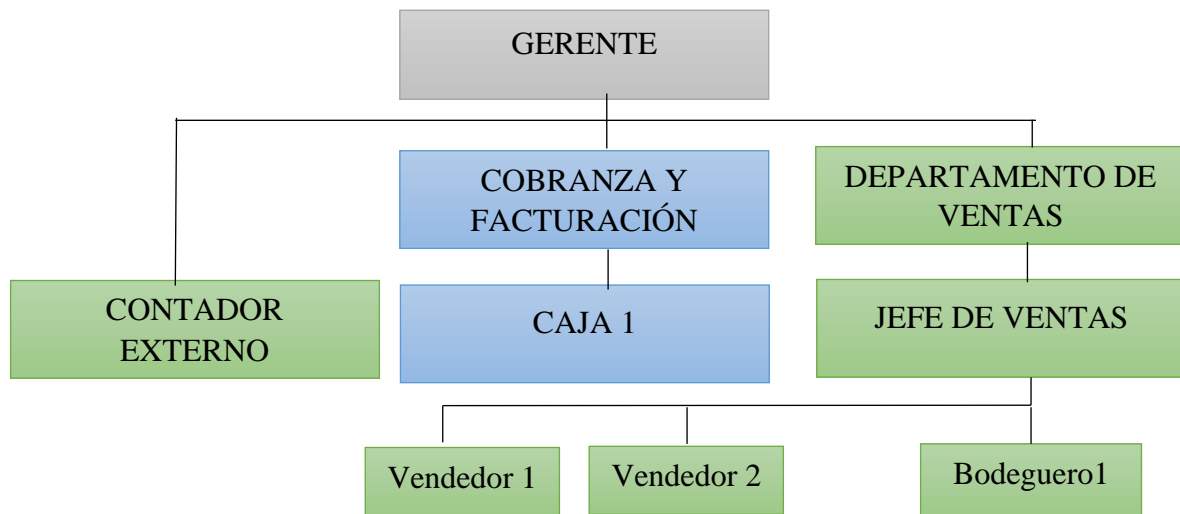 GERENTE
COBRANZA Y
FACTURACIÓN
DEPARTAMENTO DE
VENTAS
CONTADOR
EXTERNO
CAJA 1
JEFE DE VENTAS
Vendedor 1
Vendedor 2
Bodeguero1